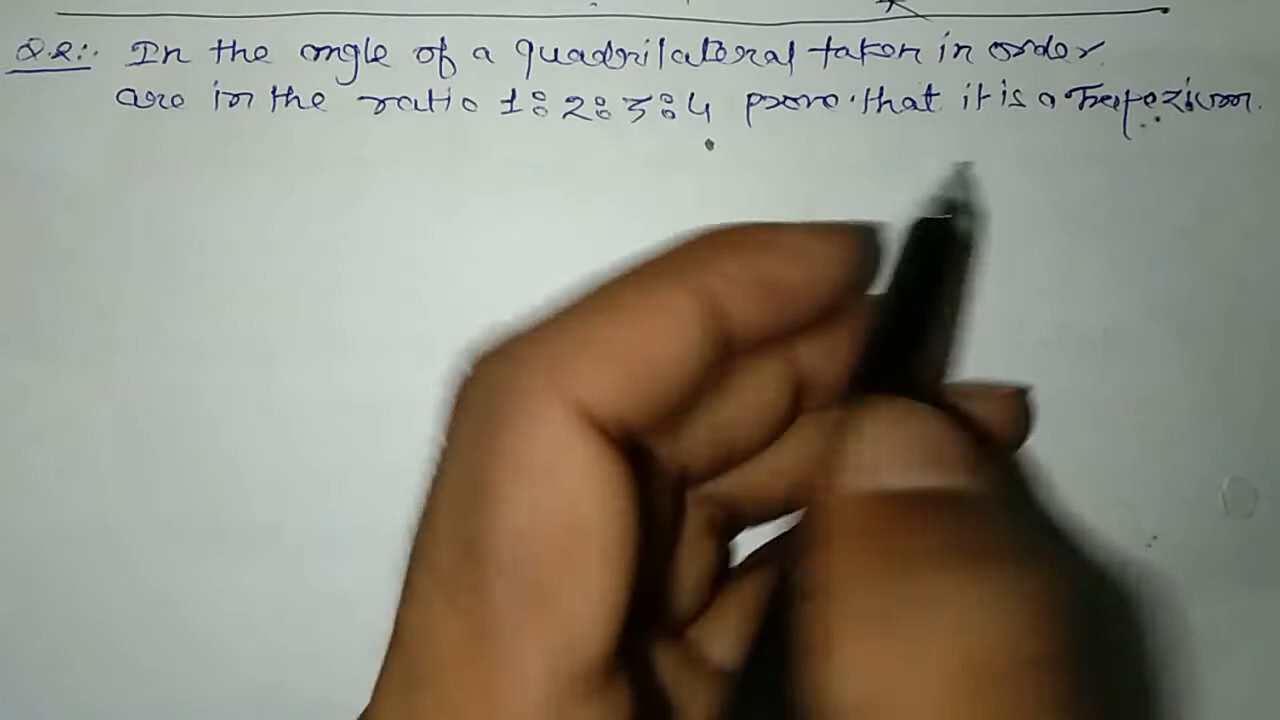 Q.2:. In the angle of a quadrilateral taken in order
are in the ratio 1:2:3:4 prove that it is a Trapezium.